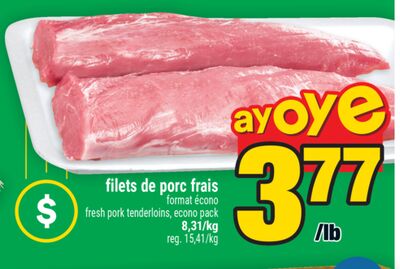 ayoye
filets de porc frais
format écono
fresh pork tenderloins, econo pack
8,31/kg
reg. 15,41/kg
3 77 /lb
$